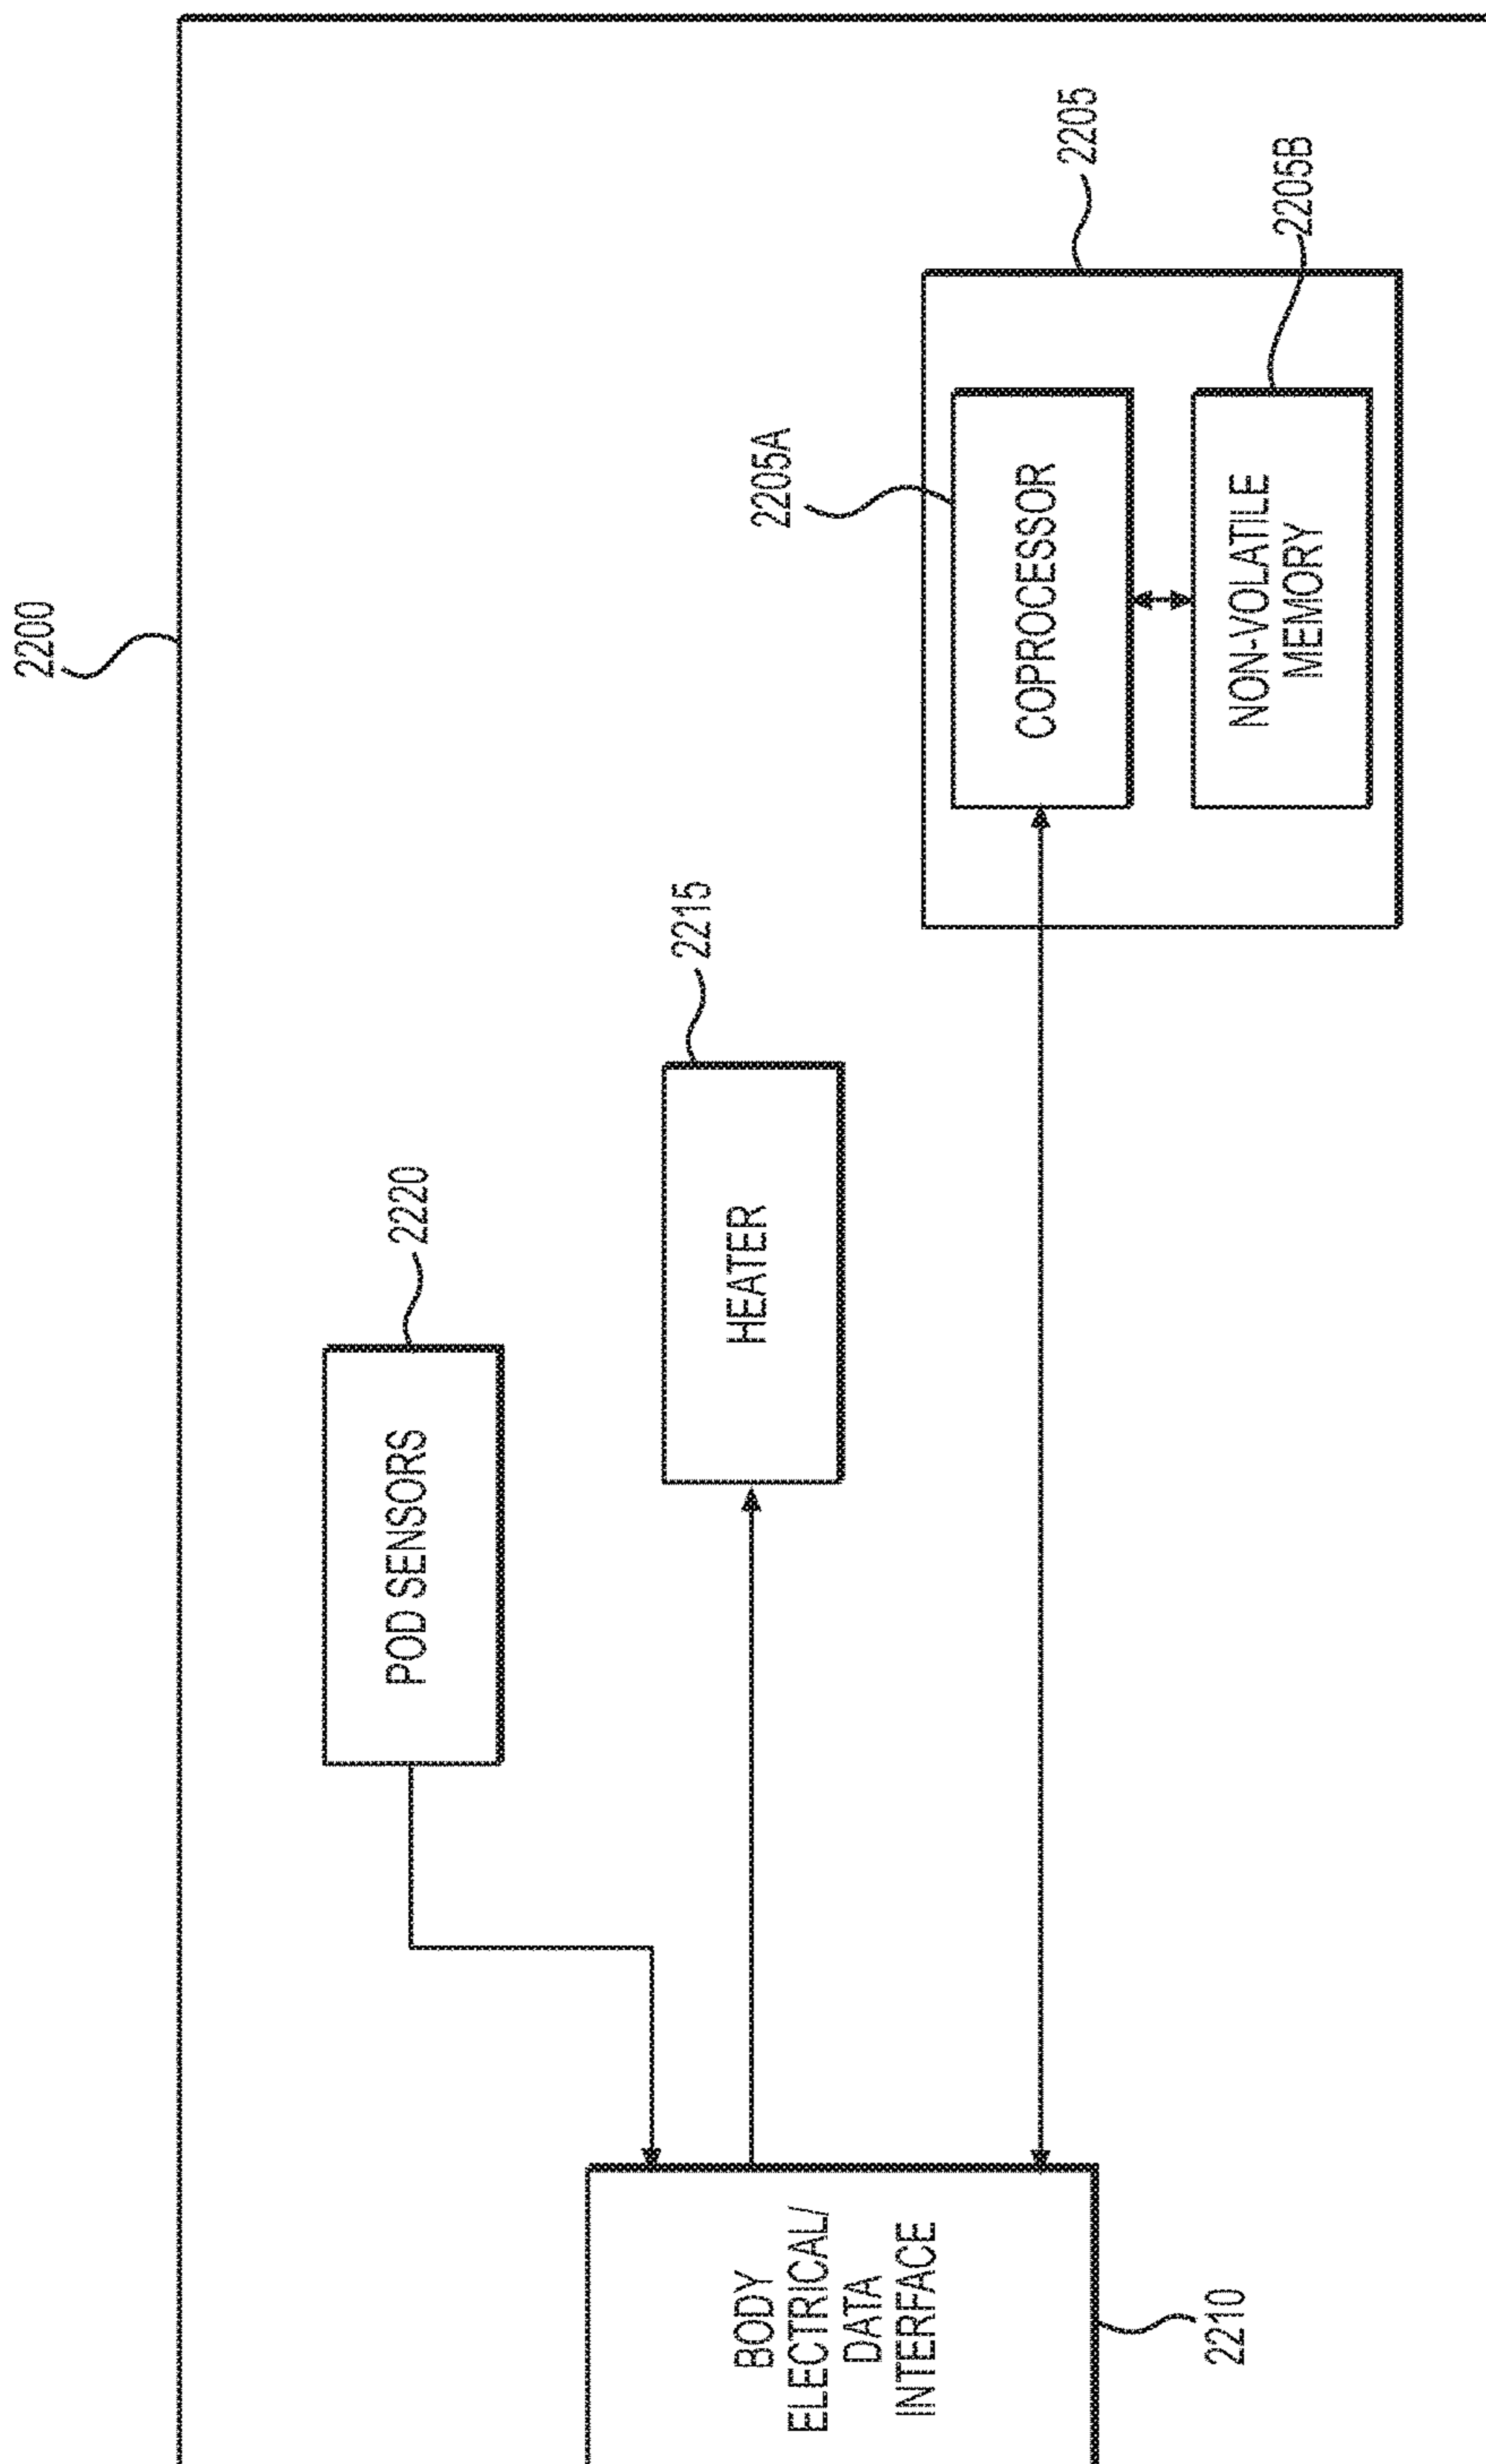 2200
POD SENSORS
2220
HEATER
2215
BODY
ELECTRICAL/
DATA
INTERFACE
2210
2205A
COPROCESSOR
2205
NON-VOLATILE
MEMORY
2205B